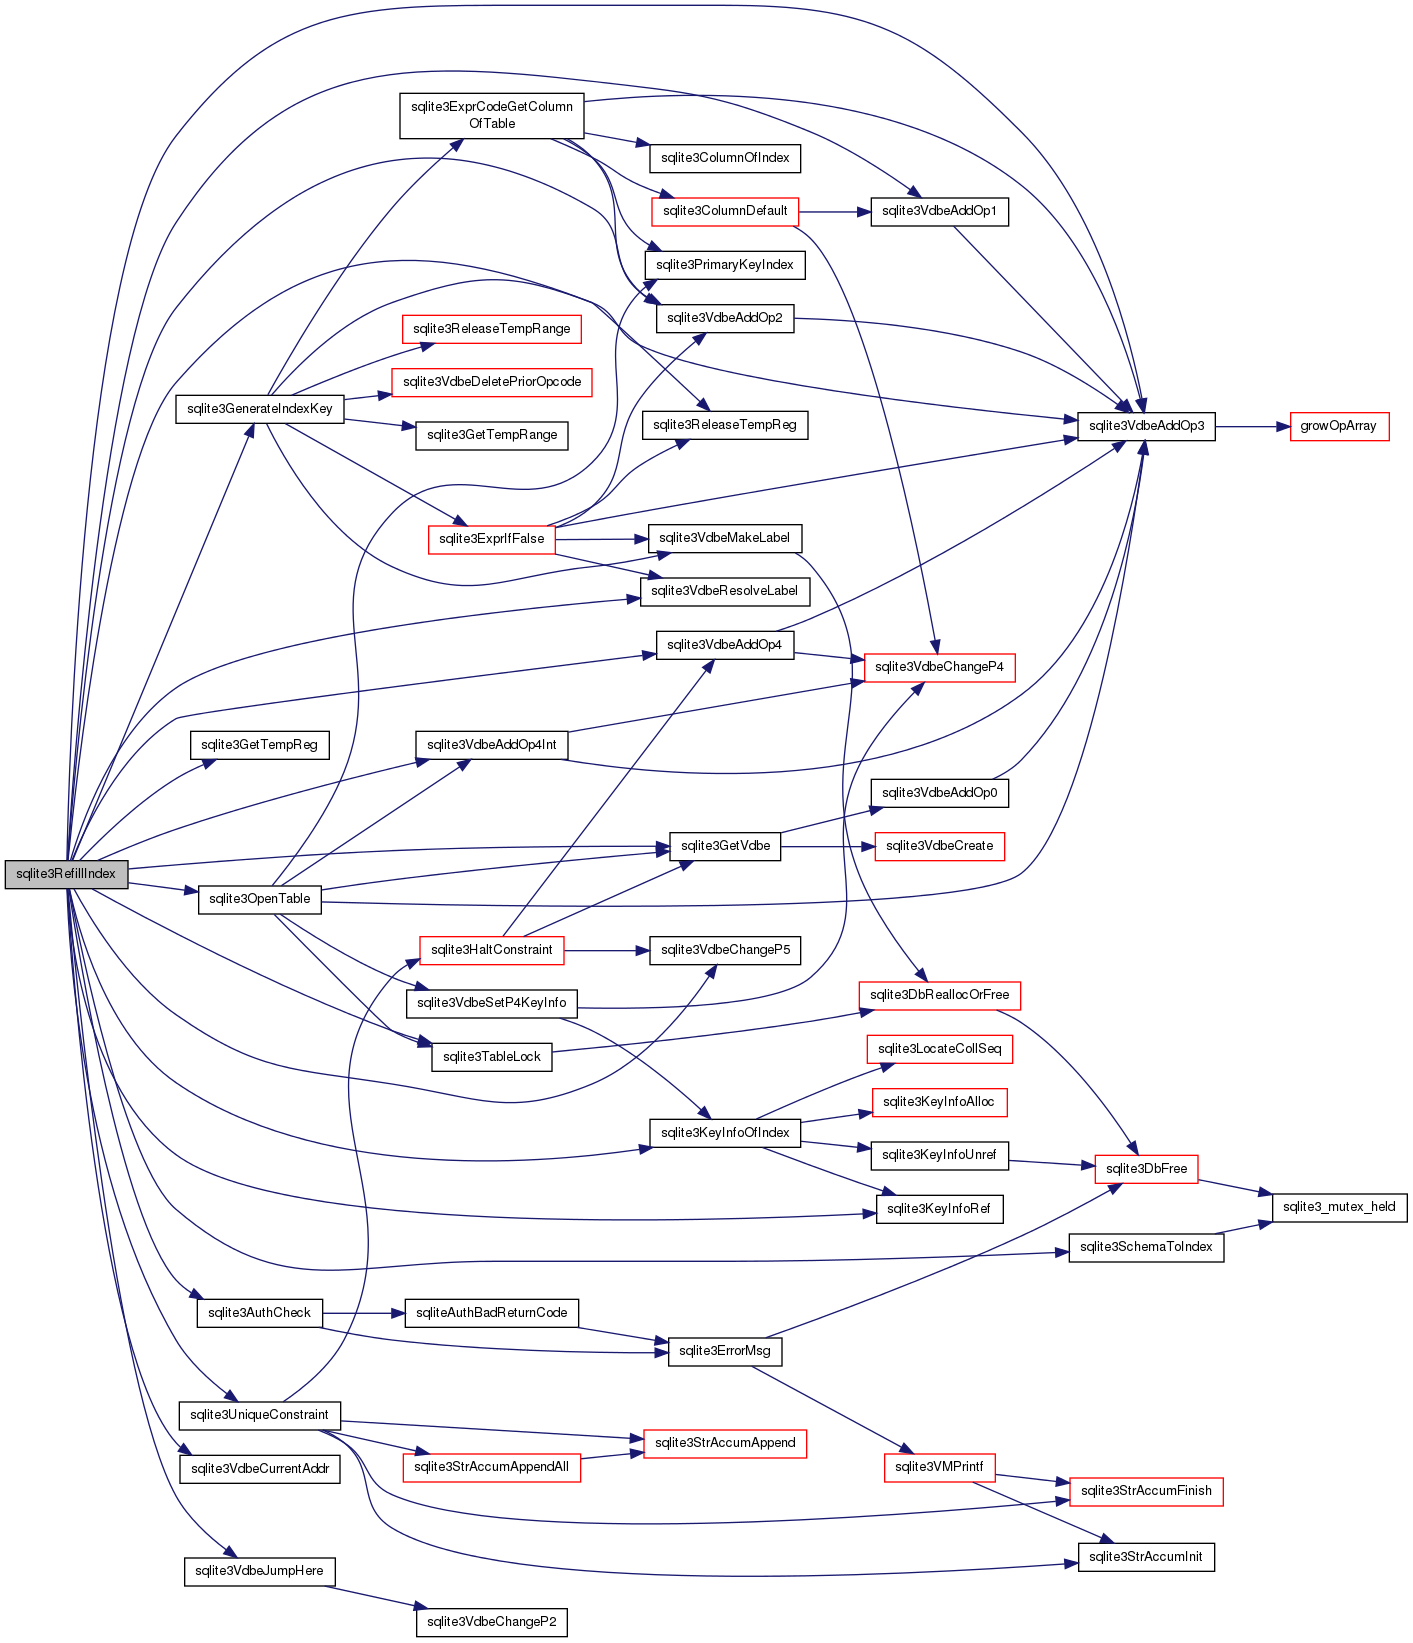 sqlite3ExprCodeGetColumn
OfTable
sqlite3ColumnOfIndex
sqlite3ColumnDefault
sqlite3VdbeAddOp1
sqlite3PrimaryKeyIndex
sqlite3VdbeAddOp2
sqlite3ReleaseTempRange
sqlite3VdbeDeletePriorOpcode
sqlite3GenerateIndexKey
sqlite3GetTempRange
sqlite3ReleaseTempReg
sqlite3VdbeAddOp3
growOpArray
sqlite3ExprIfFalse
sqlite3VdbeMakeLabel
sqlite3VdbeResolveLabel
sqlite3VdbeAddOp4
sqlite3VdbeChangeP4
sqlite3GetTempReg
sqlite3VdbeAddOp4Int
sqlite3VdbeAddOp0
sqlite3GetVdbe
sqlite3VdbeCreate
sqlite3RefillIndex
sqlite3OpenTable
sqlite3HaltConstraint
sqlite3VdbeChangeP5
sqlite3VdbeSetP4KeyInfo
sqlite3DbReallocOrFree
sqlite3TableLock
sqlite3LocateCollSeq
sqlite3KeyInfoAlloc
sqlite3KeyInfoOfIndex
sqlite3KeyInfoUnref
sqlite3DbFree
sqlite3KeyInfoRef
sqlite3_mutex_held
sqlite3SchemaToIndex
sqlite3AuthCheck
sqliteAuthBadReturnCode
sqlite3ErrorMsg
sqlite3UniqueConstraint
sqlite3StrAccumAppend
sqlite3VdbeCurrentAddr
sqlite3StrAccumAppendAll
sqlite3VMPrintf
sqlite3StrAccumFinish
sqlite3StrAccumInit
sqlite3VdbeJumpHere
sqlite3VdbeChangeP2